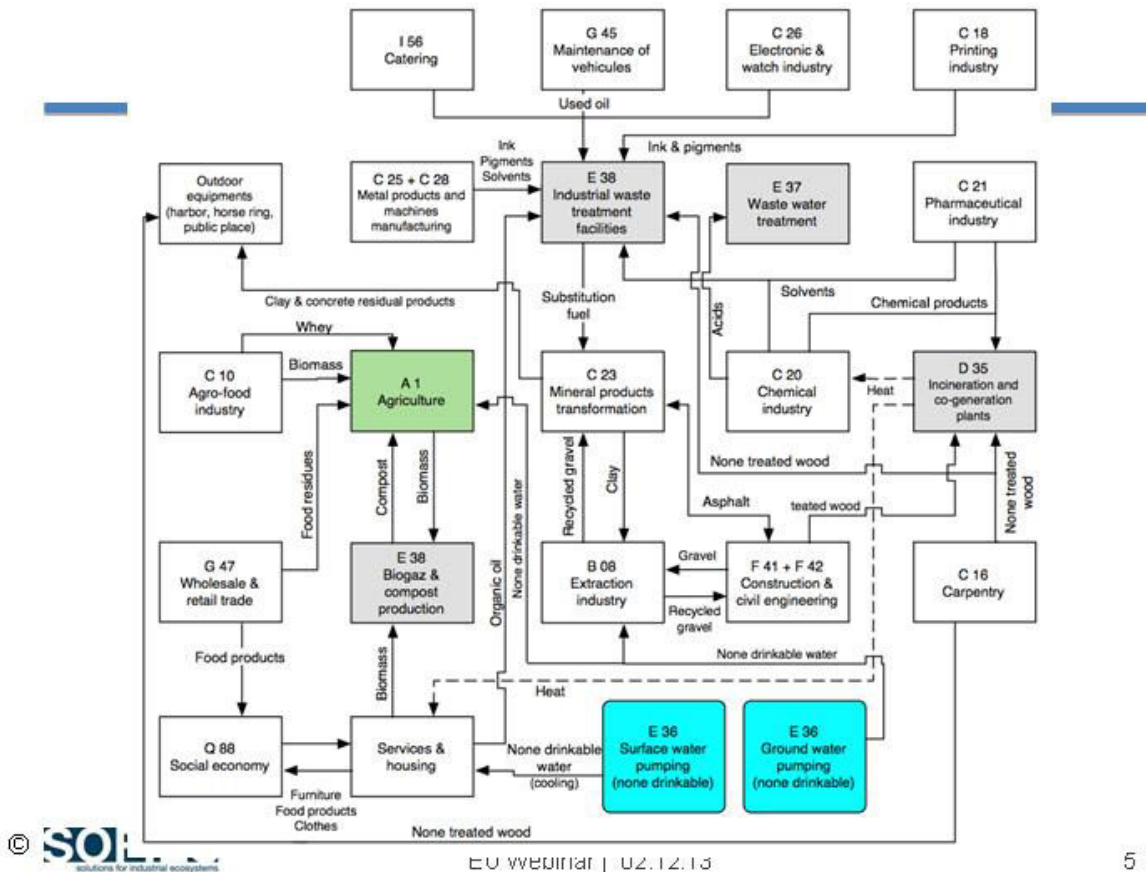 I 56
Catering
G 45
Maintenance of
vehicules
C 26
Electronic &
watch industry
C 18
Printing
industry
Used oil
Ink
Pigments
Solvents
Ink & pigments
Outdoor
equipments
(harbor, horse ring,
public place)
C 25 + C 28
Metal products and
machines
manufacturing
E 38
Industrial waste
treatment
facilities
E 37
Waste water
treatment
C 21
Pharmaceutical
industry
Clay & concrete residual products
Substitution
fuel
Acids
Solvents
Chemical products
Whey
Biomass
C 10
Agro-food
industry
A 1
Agriculture
C 23
Mineral products
transformation
C 20
Chemical
industry
Heat
D 35
Incineration and
co-generation
plants
Food residues
Compost
Biomass
None drinkable water
Organic oil
Recycled gravel
Clay
None treated wood
Asphalt
teated wood
None treated
wood
G 47
Wholesale &
retail trade
E 38
Biogaz &
compost
production
B 08
Extraction
industry
Gravel
Recycled
gravel
F 41 + F 42
Construction &
civil engineering
C 16
Carpentry
Food products
Biomass
None drinkable water
Heat
Q 88
Social economy
Services &
housing
None drinkable
water
(cooling)
E 36
Surface water
pumping
(none drinkable)
E 36
Ground water
pumping
(none drinkable)
Furniture
Food products
Clothes
None treated wood
©
solutions for industrial ecosystems
EU Webinar | 02.12.13
5